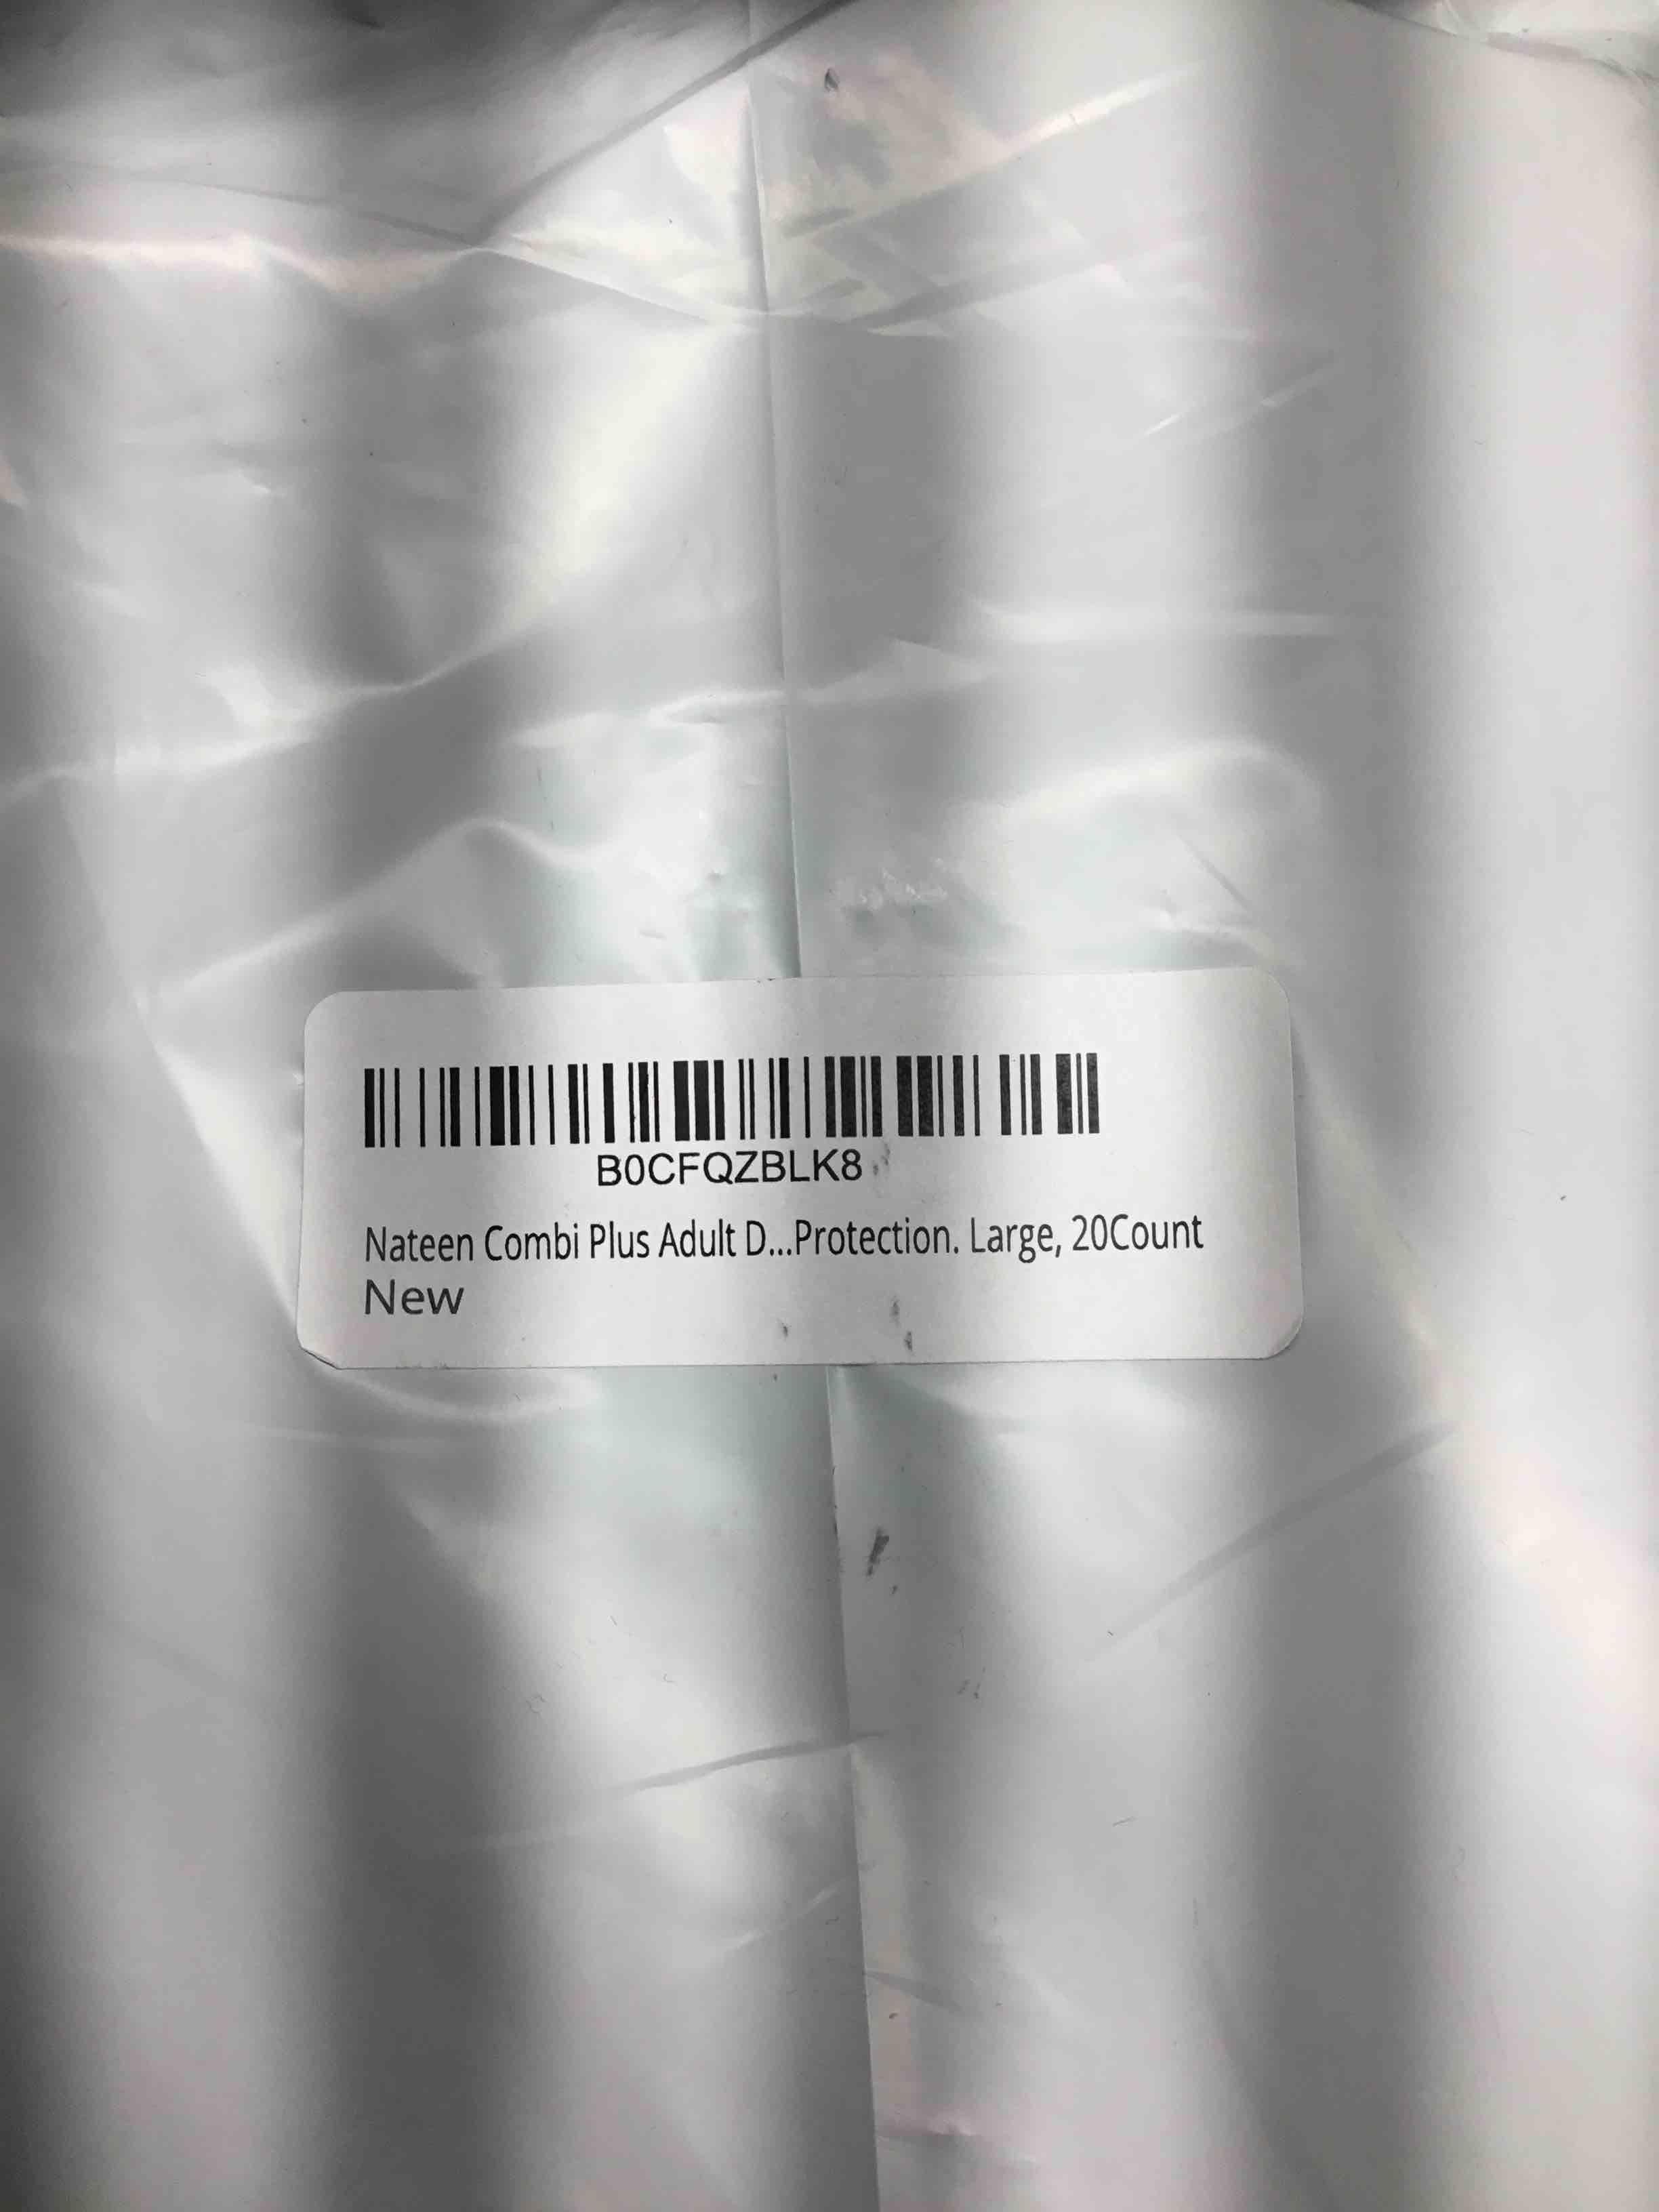 B0CFQZBLK8
Nateen Combi Plus Adult D...Protection. Large, 20Count
New